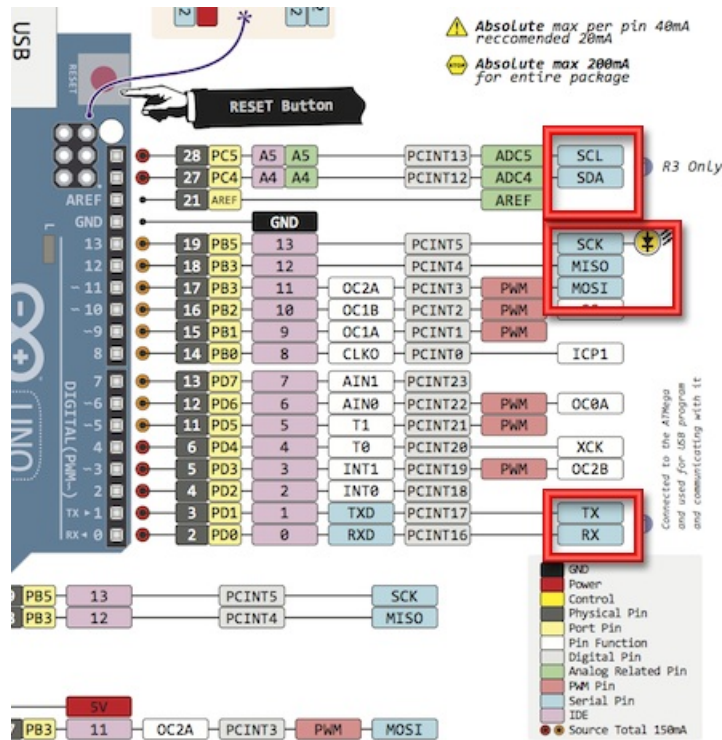 USB
2
2
Absolute max per pin 40mA
reccomended 20mA
STOP
Absolute max 200mA
for entire package
RESET
RESET Button
28 PC5 A5 A5 PCINT13 ADC5 SCL
27 PC4 A4 A4 PCINT12 ADC4 SDA
R3 Only
AREF 21 AREF AREF
GND GND
L
13 19 PB5 13 PCINT5 SCK
12 18 PB3 12 PCINT4 MISO
~11 17 PB3 11 OC2A PCINT3 PWM MOSI
~10 16 PB2 10 OC1B PCINT2 PWM
~9 15 PB1 9 OC1A PCINT1 PWM
8 14 PB0 8 CLKO PCINT0 ICP1
7 13 PD7 7 AIN1 PCINT23
~6 12 PD6 6 AIN0 PCINT22 PWM OC0A
~5 11 PD5 5 T1 PCINT21 PWM
4 6 PD4 4 T0 PCINT20 XCK
~3 5 PD3 3 INT1 PCINT19 PWM OC2B
2 4 PD2 2 INT0 PCINT18
TX 1 3 PD1 1 TXD PCINT17 TX
RX 0 2 PD0 0 RXD PCINT16 RX
DIGITAL (PWM~)
UNO
Connected to the ATMega
and used for USB program
and communicating with it
PB5 13 PCINT5 SCK
PB3 12 PCINT4 MISO
5V
PB3 11 OC2A PCINT3 PWM MOSI
GND
Power
Control
Physical Pin
Port Pin
Pin Function
Digital Pin
Analog Related Pin
PWM Pin
Serial Pin
IDE
Source Total 150mA